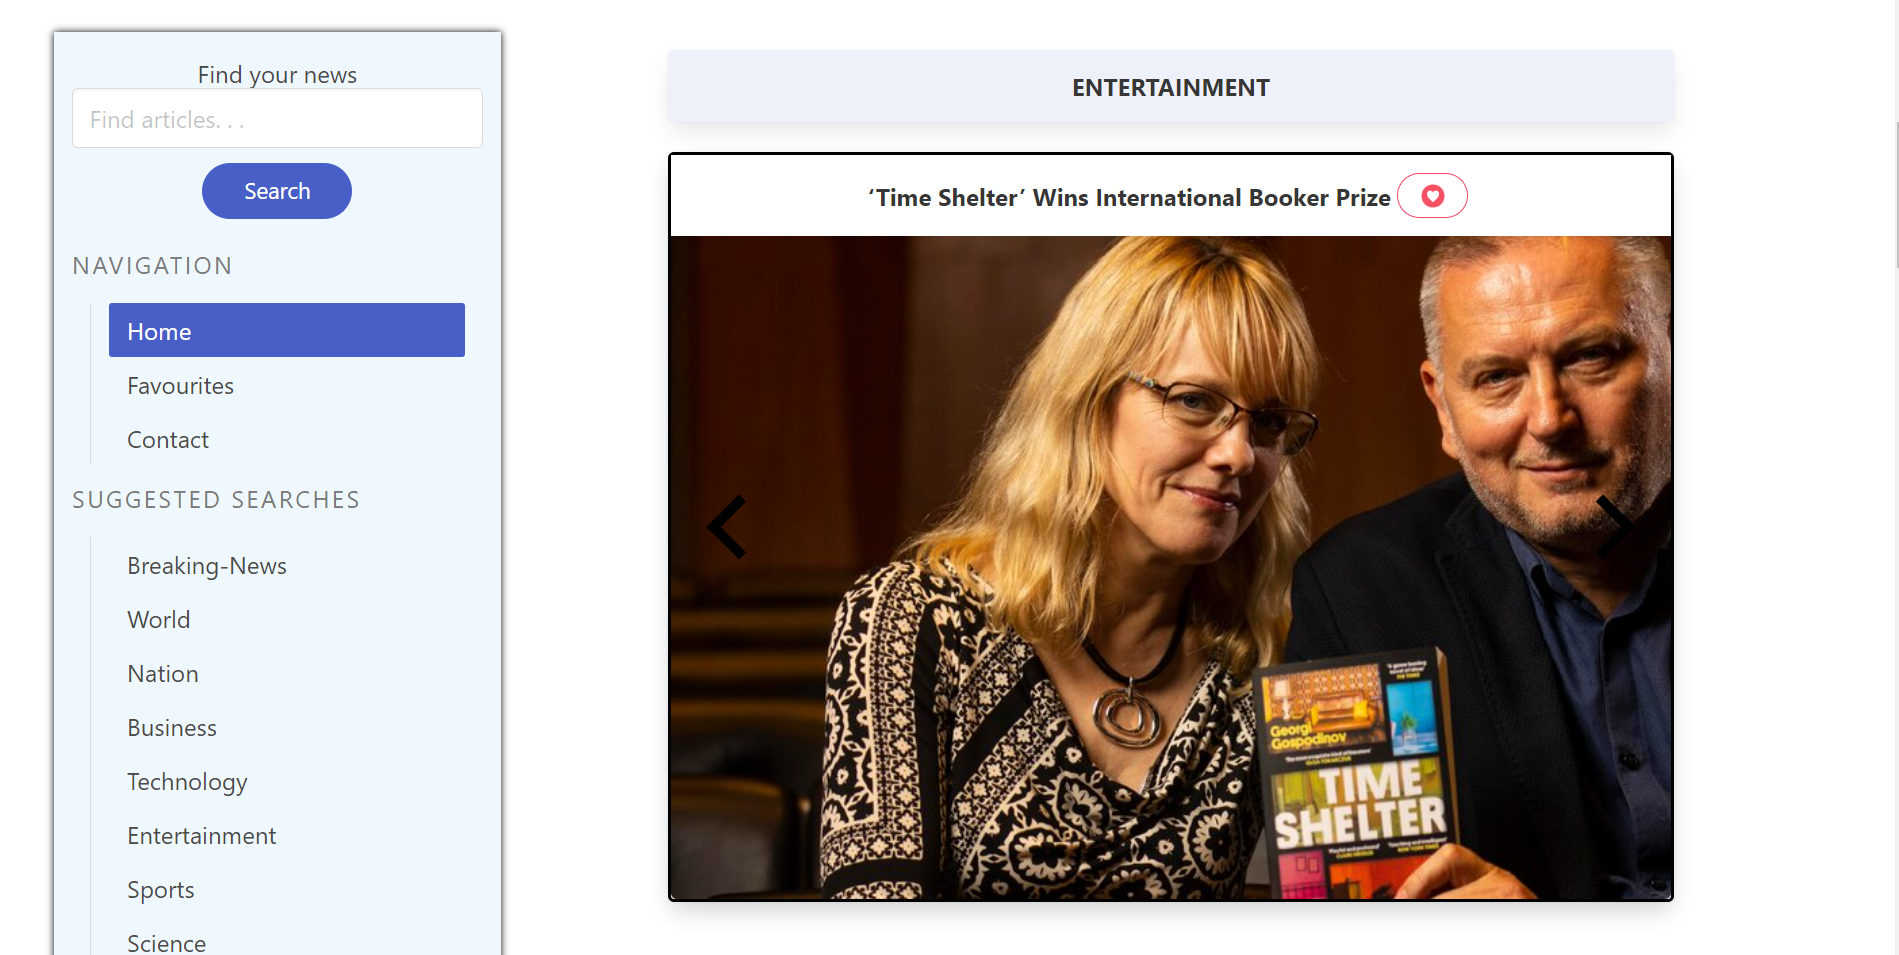 Find your news
Find articles. . .
Search
NAVIGATION
Home
Favourites
Contact
SUGGESTED SEARCHES
Breaking-News
World
Nation
Business
Technology
Entertainment
Sports
Science
ENTERTAINMENT
‘Time Shelter’ Wins International Booker Prize
Georgi
Gospodinov
TIME
SHELTER